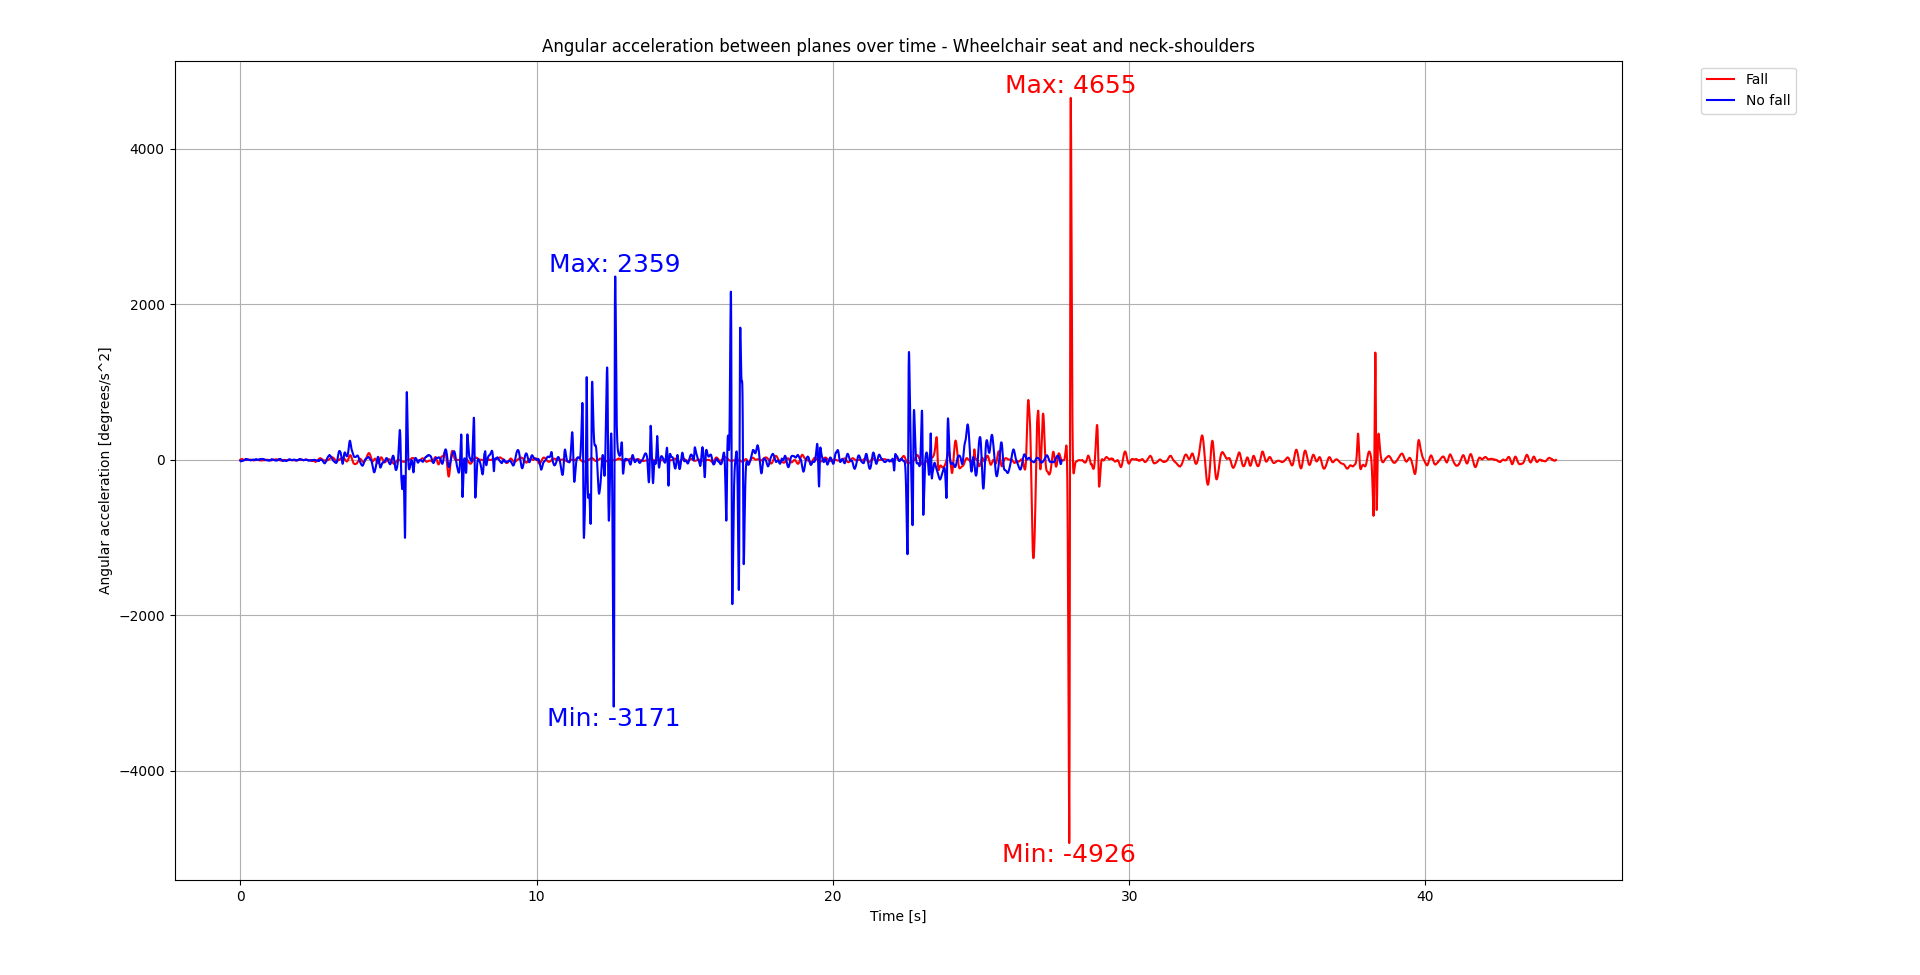 Angular acceleration between planes over time - Wheelchair seat and neck-shoulders
Max: 4655
Fall
No fall
4000
Max: 2359
2000
Angular acceleration [degrees/s^2]
0
−2000
Min: -3171
−4000
Min: -4926
0 10 20 30 40
Time [s]